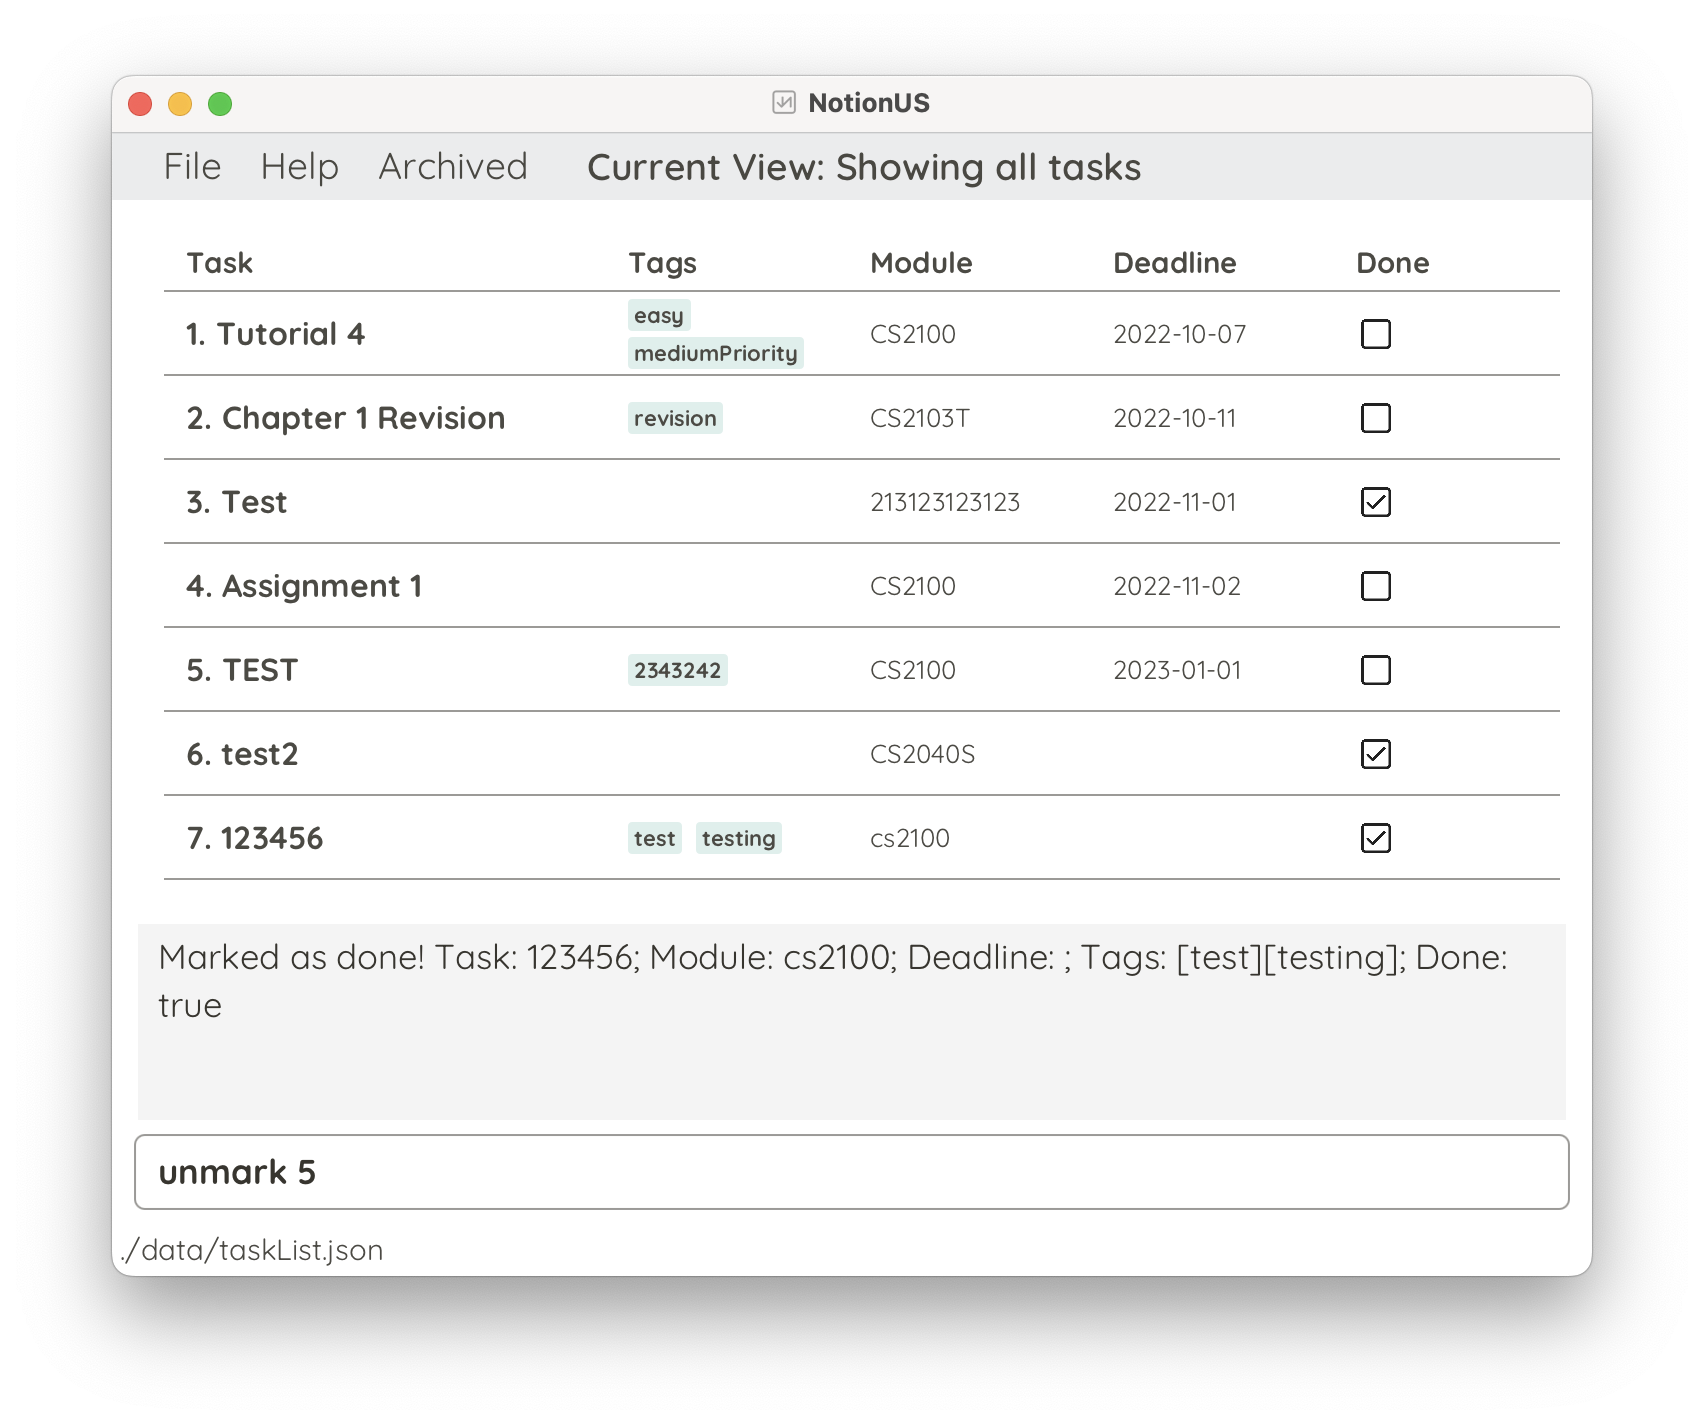 NotionUS
File Help Archived Current View: Showing all tasks
Task Tags Module Deadline Done
1. Tutorial 4 easy mediumPriority CS2100 2022-10-07
2. Chapter 1 Revision revision CS2103T 2022-10-11
3. Test 213123123123 2022-11-01
4. Assignment 1 CS2100 2022-11-02
5. TEST 2343242 CS2100 2023-01-01
6. test2 CS2040S
7. 123456 test testing cs2100
Marked as done! Task: 123456; Module: cs2100; Deadline: ; Tags: [test][testing]; Done:
true
unmark 5
./data/taskList.json